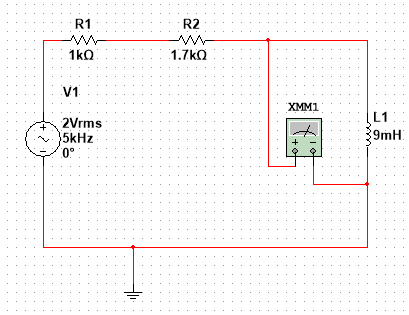 R1
1kΩ
R2
1.7kΩ
V1
2Vrms
5kHz
0°
XMM1
L1
9mH